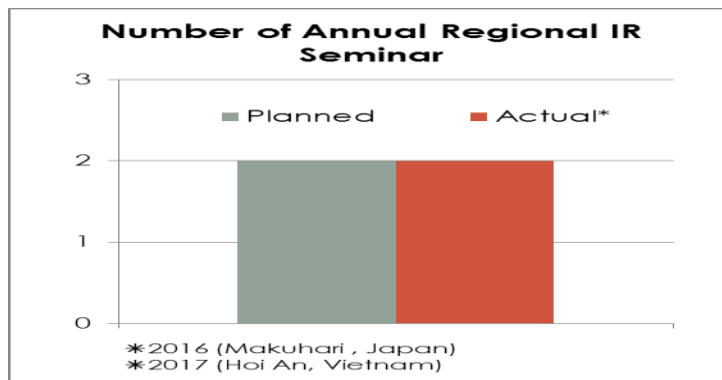 Number of Annual Regional IR
Seminar
3
Planned
Actual*
2
1
0
*2016 (Makuhari , Japan)
*2017 (Hoi An, Vietnam)